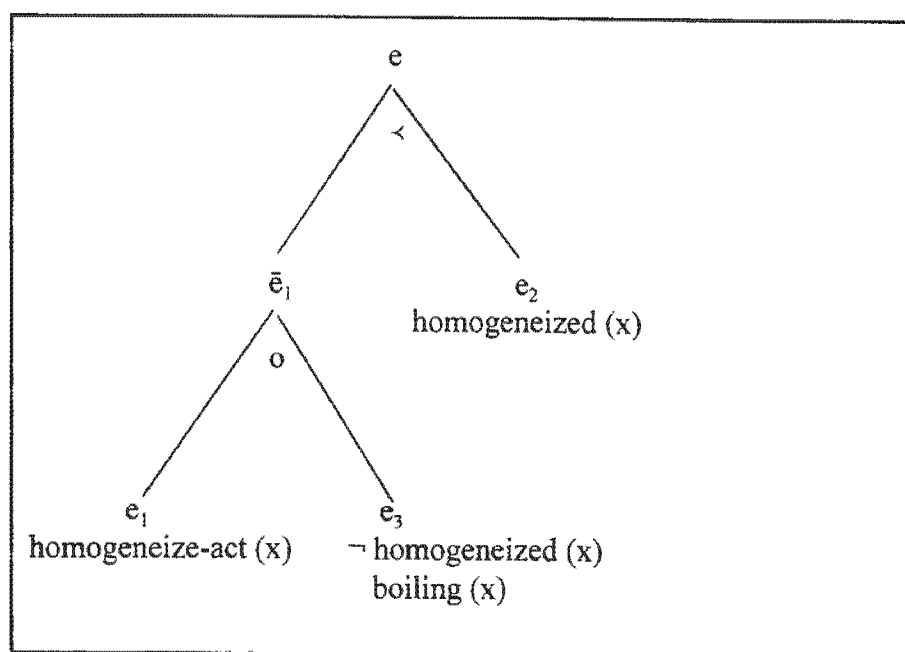 e
≺
ē₁ e₂
homogeneized (x)
o
e₁ e₃
homogeneize-act (x) ¬ homogeneized (x)
boiling (x)